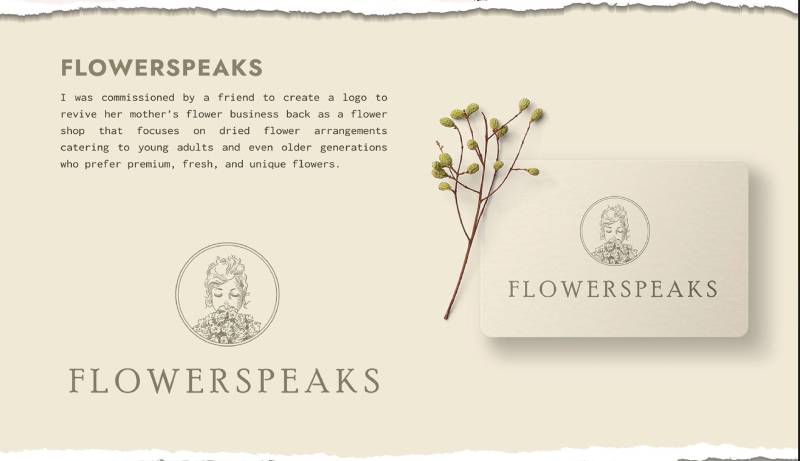 FLOWERSPEAKS
I was commissioned by a friend to create a logo to
revive her mother's flower business back as a flower
shop that focuses on dried flower arrangements
catering to young adults and even older generations
who prefer premium, fresh, and unique flowers.
FLOWERSPEAKS
FLOWERSPEAKS